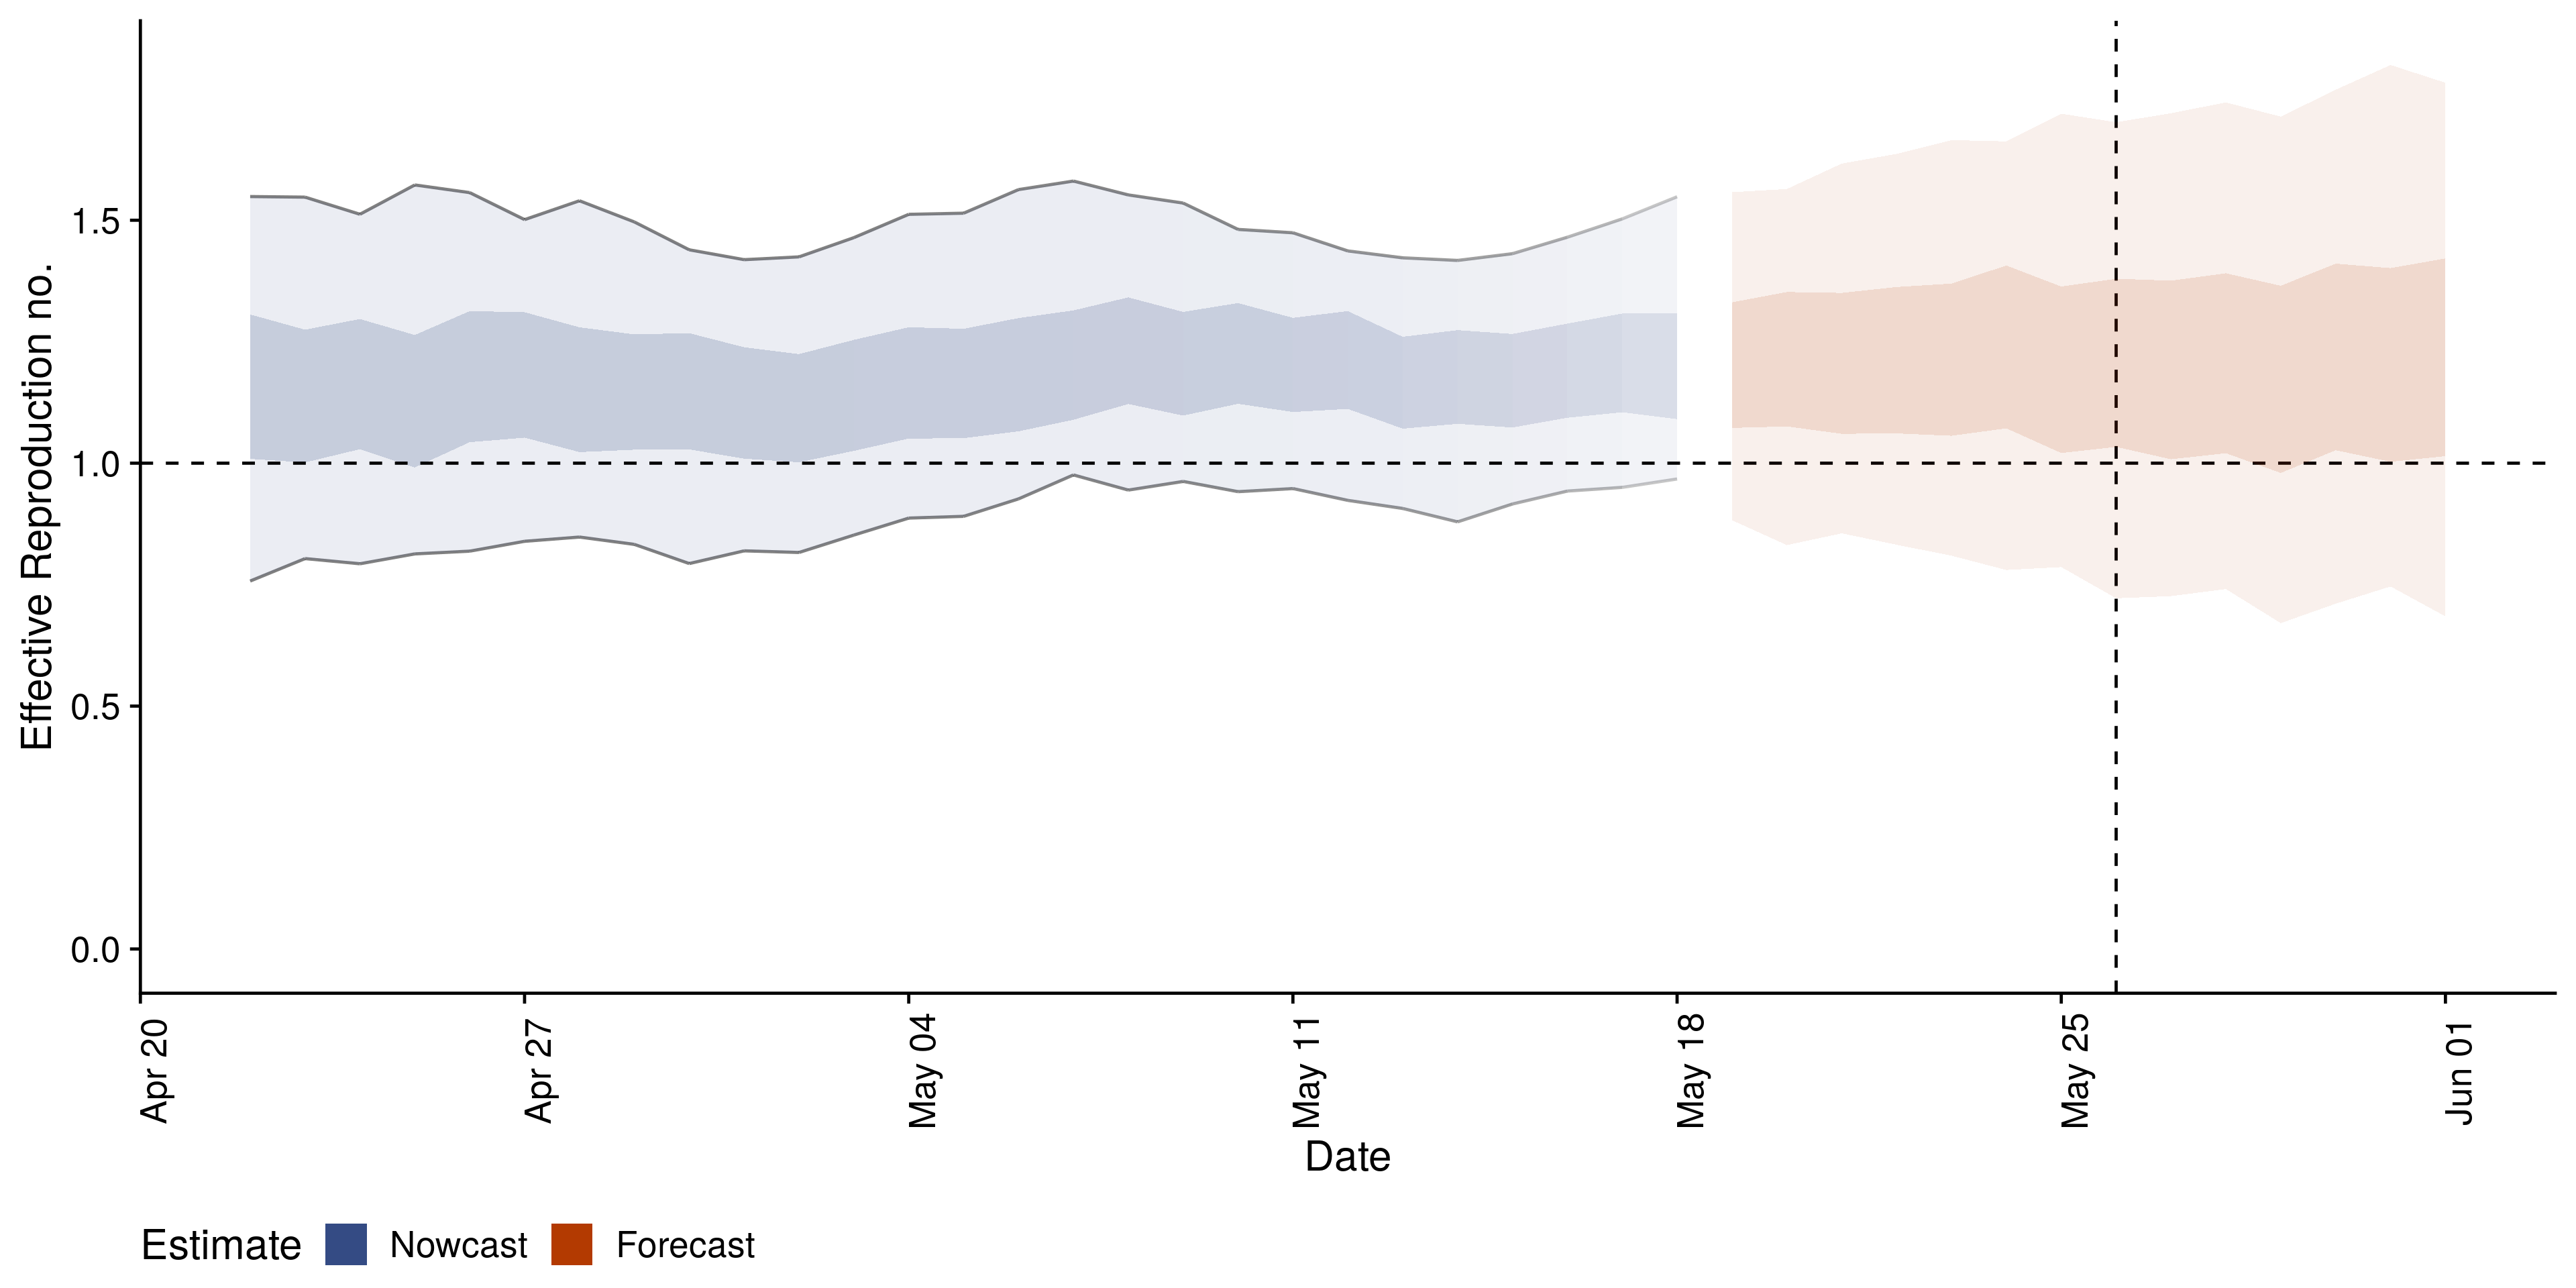 Effective Reproduction no.
1.5
1.0
0.5
0.0
Apr 20
Apr 27
May 04
May 11
May 18
May 25
Jun 01
Date
Estimate Nowcast Forecast